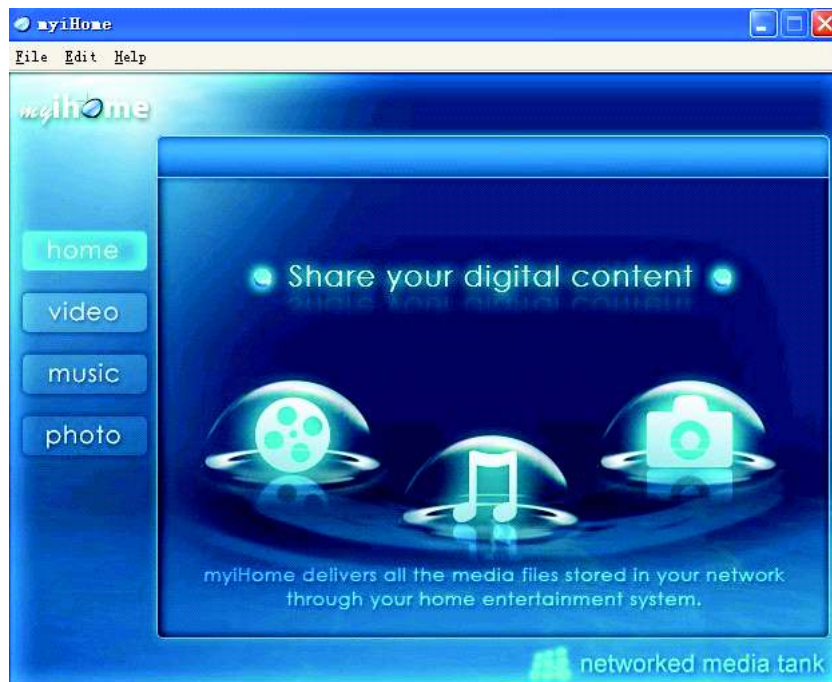 myiHome
File Edit Help
myihome
home
video
music
photo
Share your digital content
myiHome delivers all the media files stored in your network
through your home entertainment system.
networked media tank